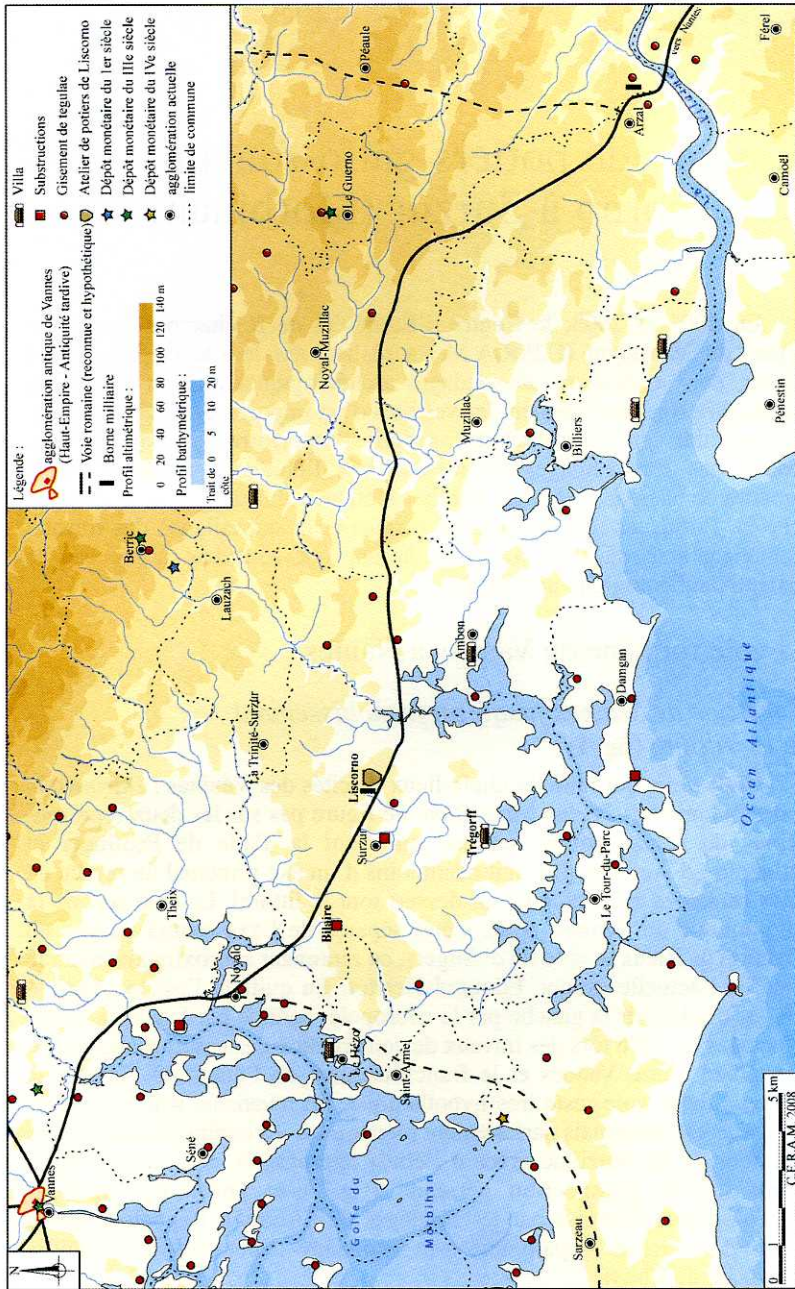 Légende :
agglomération antique de Vannes
(Haut-Empire - Antiquité tardive)
Voie romaine (reconnue et hypothétique)
Borne milliaire
Profil altimétrique :
0 20 40 60 80 100 120 140 m
Profil bathymétrique :
Trait de côte
0 5 10 20 m
Villa
Substructions
Gisement de tegulae
Atelier de potiers de Liscorno
Dépôt monétaire du 1er siècle
Dépôt monétaire du IIIe siècle
Dépôt monétaire du IVe siècle
agglomération actuelle
limite de commune
N
Vannes
Séné
Theix
Noyalo
Le Hézo
Saint-Armel
Sarzeau
Golfe du
Morbihan
Bilaire
Surzur
Liscorno
La Trinité-Surzur
Lauzach
Berric
Trégorff
Le Tour-du-Parc
Ambon
Damgan
Noyal-Muzillac
Muzillac
Billiers
Le Guerno
Péaule
Arzal
vers Nantes
Férel
Camoël
Pénestin
Océan Atlantique
0 5 km
C.E.R.A.M. 2008